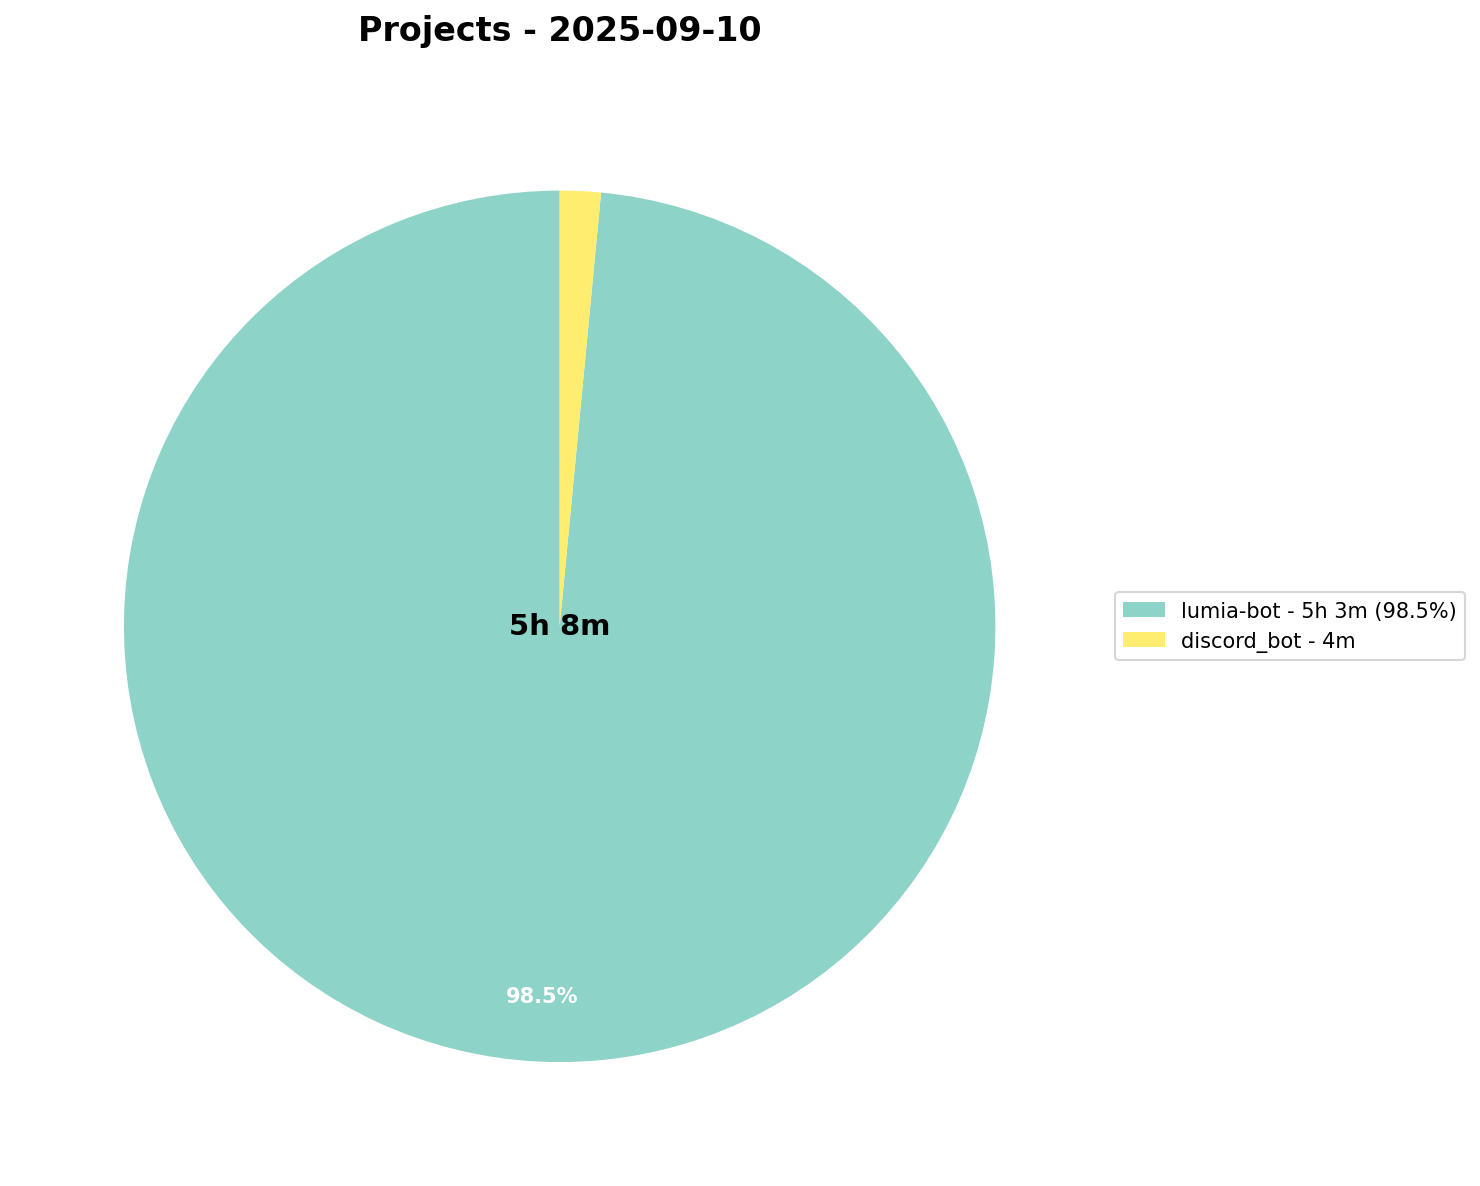 Projects - 2025-09-10
5h 8m
lumia-bot - 5h 3m (98.5%)
discord_bot - 4m
98.5%